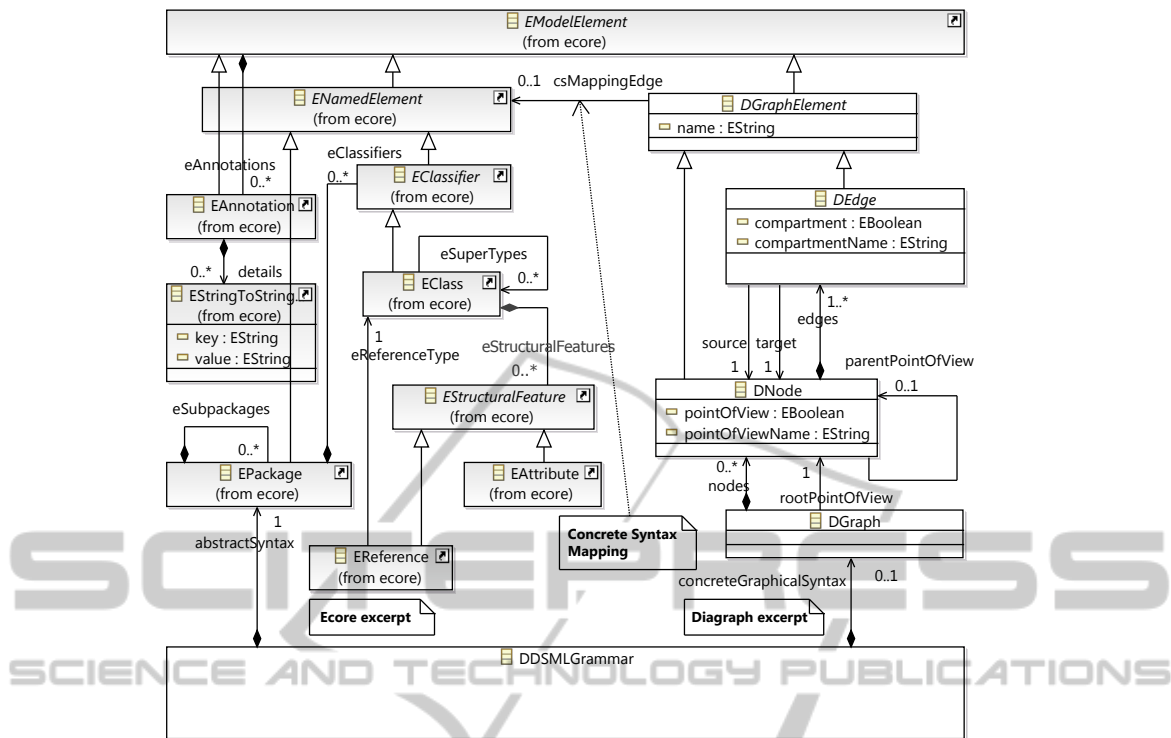 EModelElement
(from ecore)
0..1 csMappingEdge
ENamedElement
(from ecore)
DGraphElement
name : EString
eAnnotations
0..*
eClassifiers
0..*
EClassifier
(from ecore)
EAnnotation
(from ecore)
DEdge
compartment : EBoolean
compartmentName : EString
eSuperTypes
0..*
0..* details
EClass
(from ecore)
EStringToString...
(from ecore)
key : EString
value : EString
1
eReferenceType
eStructuralFeatures
0..*
1..*
edges
source target
1 1
parentPointOfView
0..1
DNode
pointOfView : EBoolean
pointOfViewName : EString
EStructuralFeature
(from ecore)
eSubpackages
0..*
EPackage
(from ecore)
EAttribute
(from ecore)
0..*
nodes
1
rootPointOfView
DGraph
1
abstractSyntax
Concrete Syntax
Mapping
EReference
(from ecore)
concreteGraphicalSyntax 0..1
Ecore excerpt
Diagraph excerpt
DDSMLGrammar
SCITEPRESS
SCIENCE AND TECHNOLOGY PUBLICATIONS